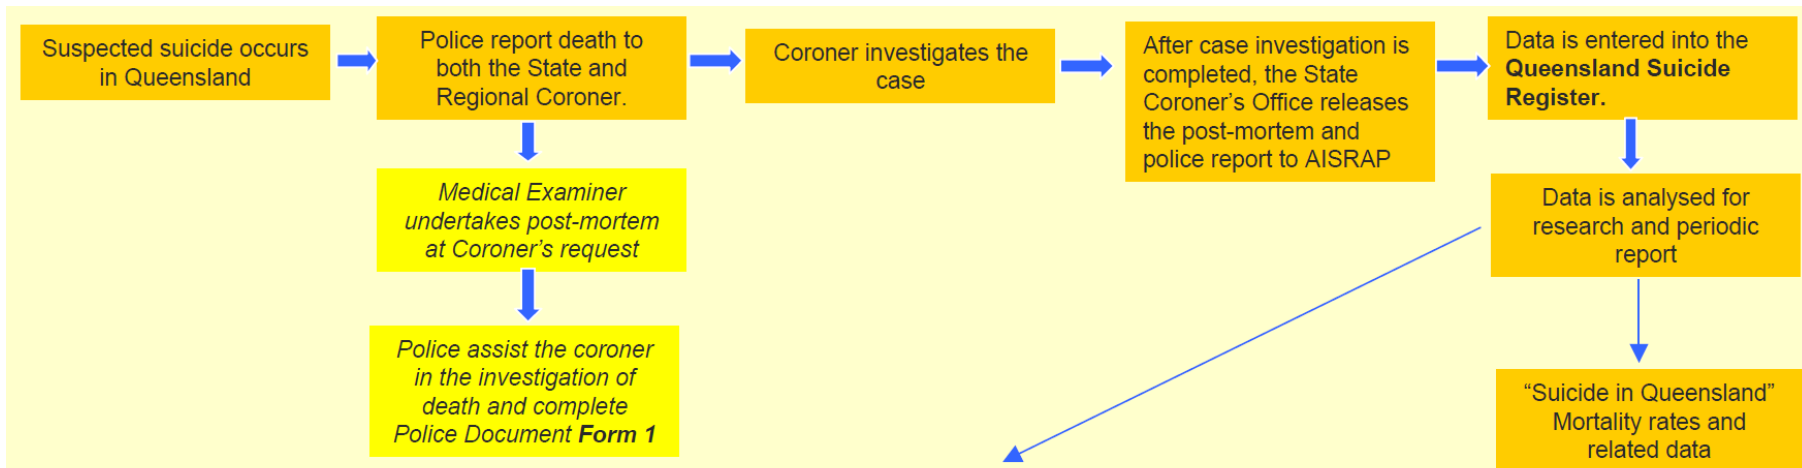 Suspected suicide occurs
in Queensland
Police report death to
both the State and
Regional Coroner.
Coroner investigates the
case
After case investigation is
completed, the State
Coroner’s Office releases
the post-mortem and
police report to AISRAP
Data is entered into the
Queensland Suicide
Register.
Medical Examiner
undertakes post-mortem
at Coroner’s request
Data is analysed for
research and periodic
report
Police assist the coroner
in the investigation of
death and complete
Police Document Form 1
“Suicide in Queensland”
Mortality rates and
related data